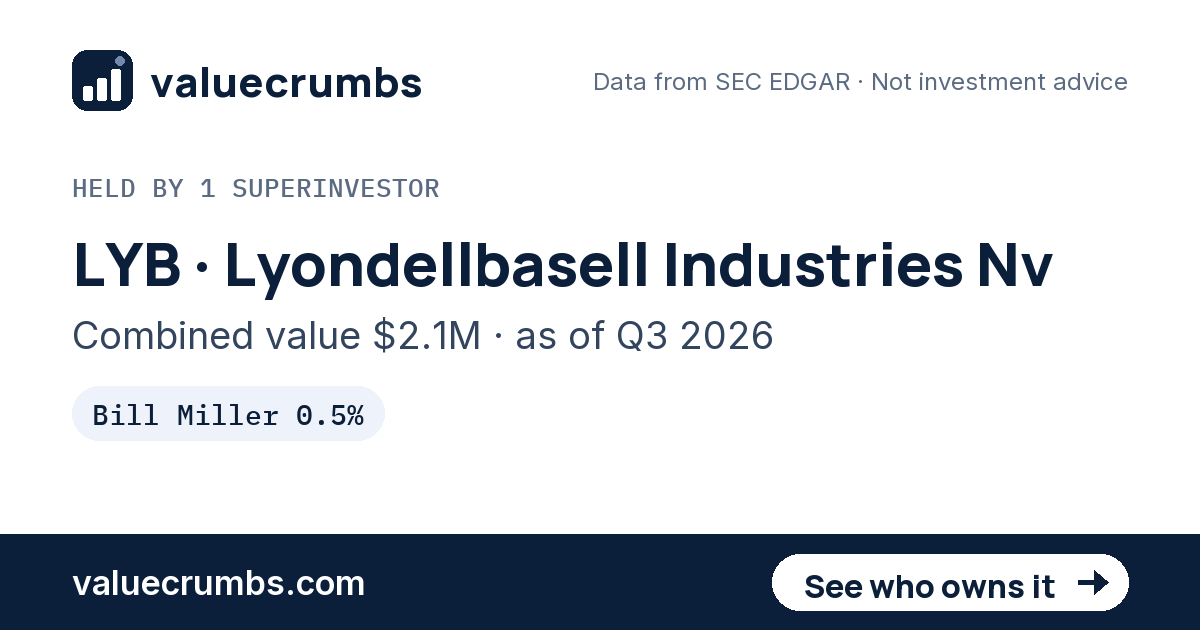 valuecrumbs
Data from SEC EDGAR · Not investment advice
HELD BY 1 SUPERINVESTOR
LYB · Lyondellbasell Industries Nv
Combined value $2.1M · as of Q3 2026
Bill Miller 0.5%
valuecrumbs.com
See who owns it →